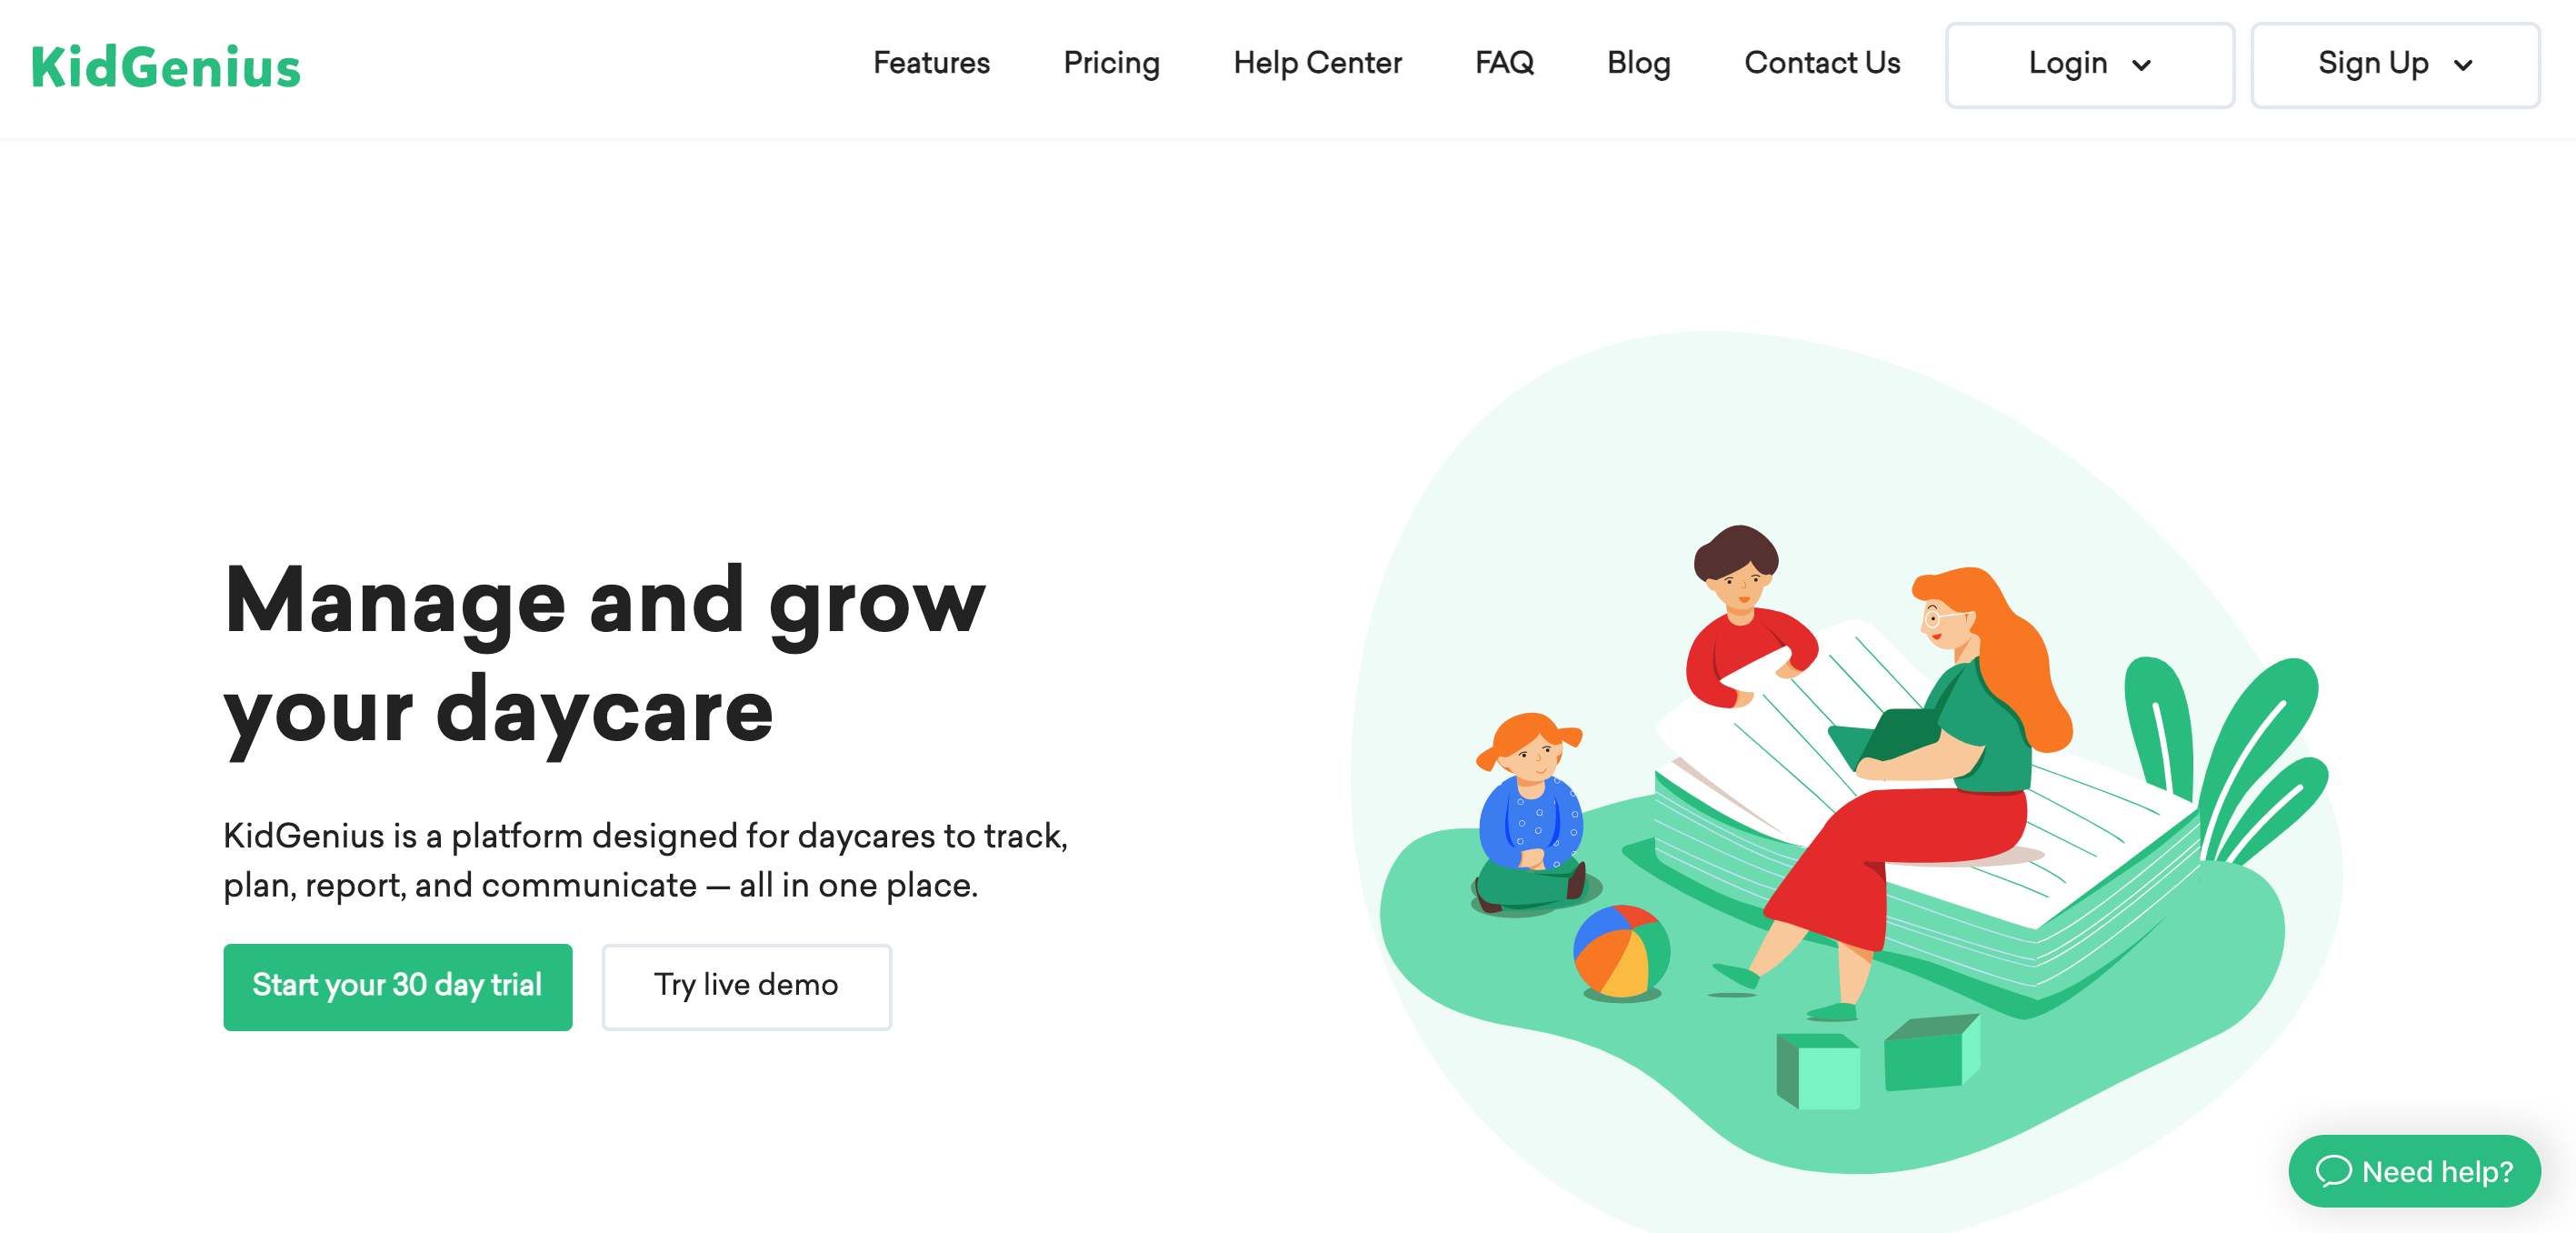 KidGenius
Features Pricing Help Center FAQ Blog Contact Us Login Sign Up
Manage and grow
your daycare
KidGenius is a platform designed for daycares to track,
plan, report, and communicate — all in one place.
Start your 30 day trial Try live demo
Need help?